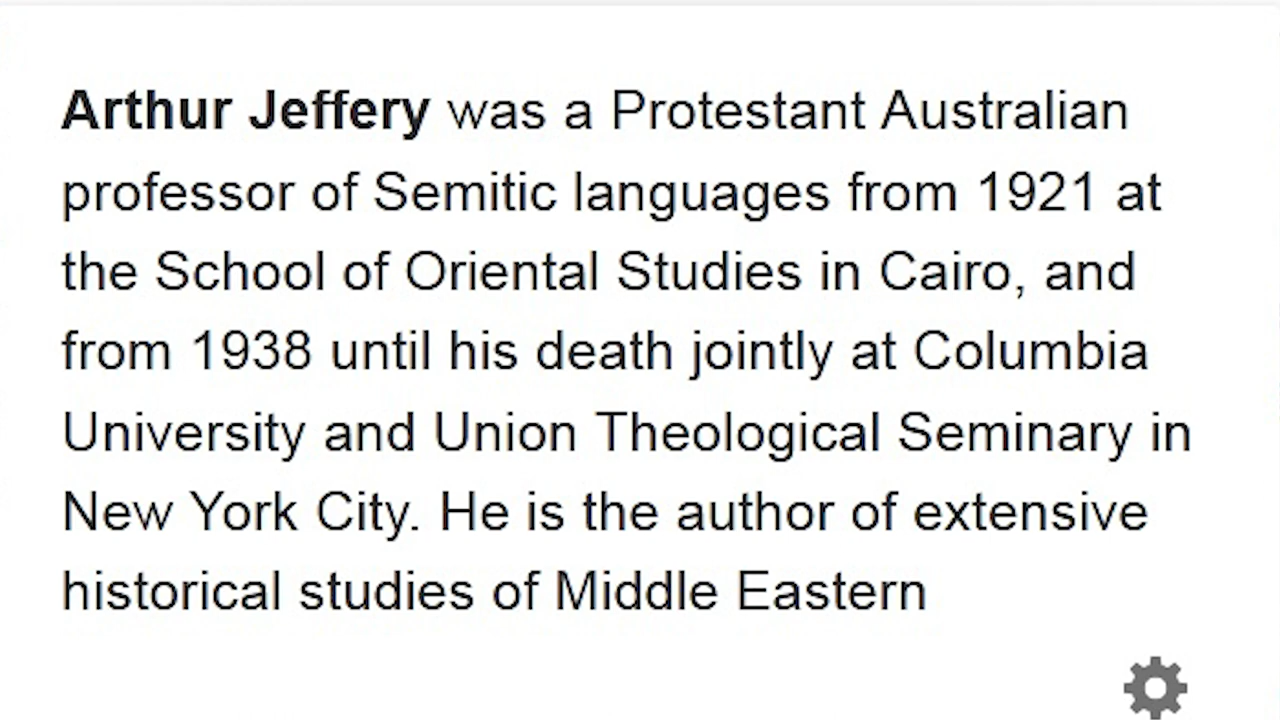 Arthur Jeffery was a Protestant Australian
professor of Semitic languages from 1921 at
the School of Oriental Studies in Cairo, and
from 1938 until his death jointly at Columbia
University and Union Theological Seminary in
New York City. He is the author of extensive
historical studies of Middle Eastern